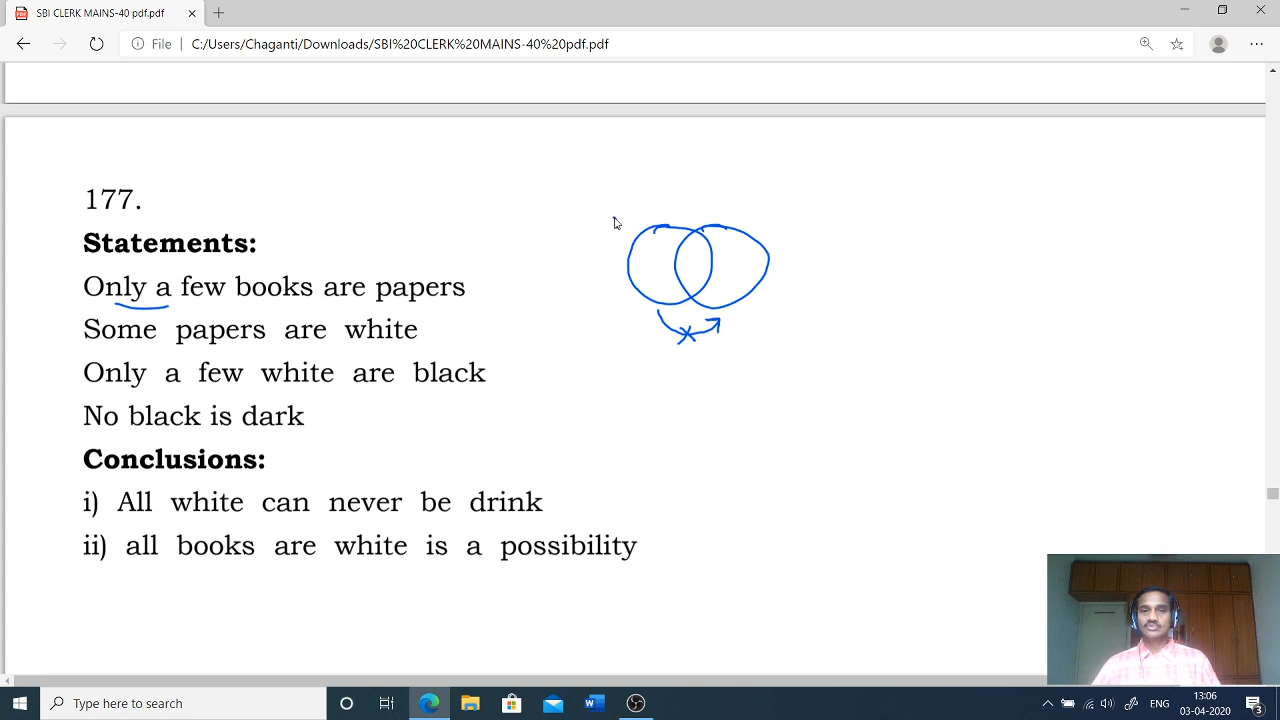 SBI CLERK MAINS-40 pdf.pdf
File | C:/Users/Chaganti/Downloads/SBI%20CLERK%20MAINS-40%20pdf.pdf
177.
Statements:
Only a few books are papers
Some papers are white
Only a few white are black
No black is dark
Conclusions:
i) All white can never be drink
ii) all books are white is a possibility
Type here to search
ENG
13:06
03-04-2020
3